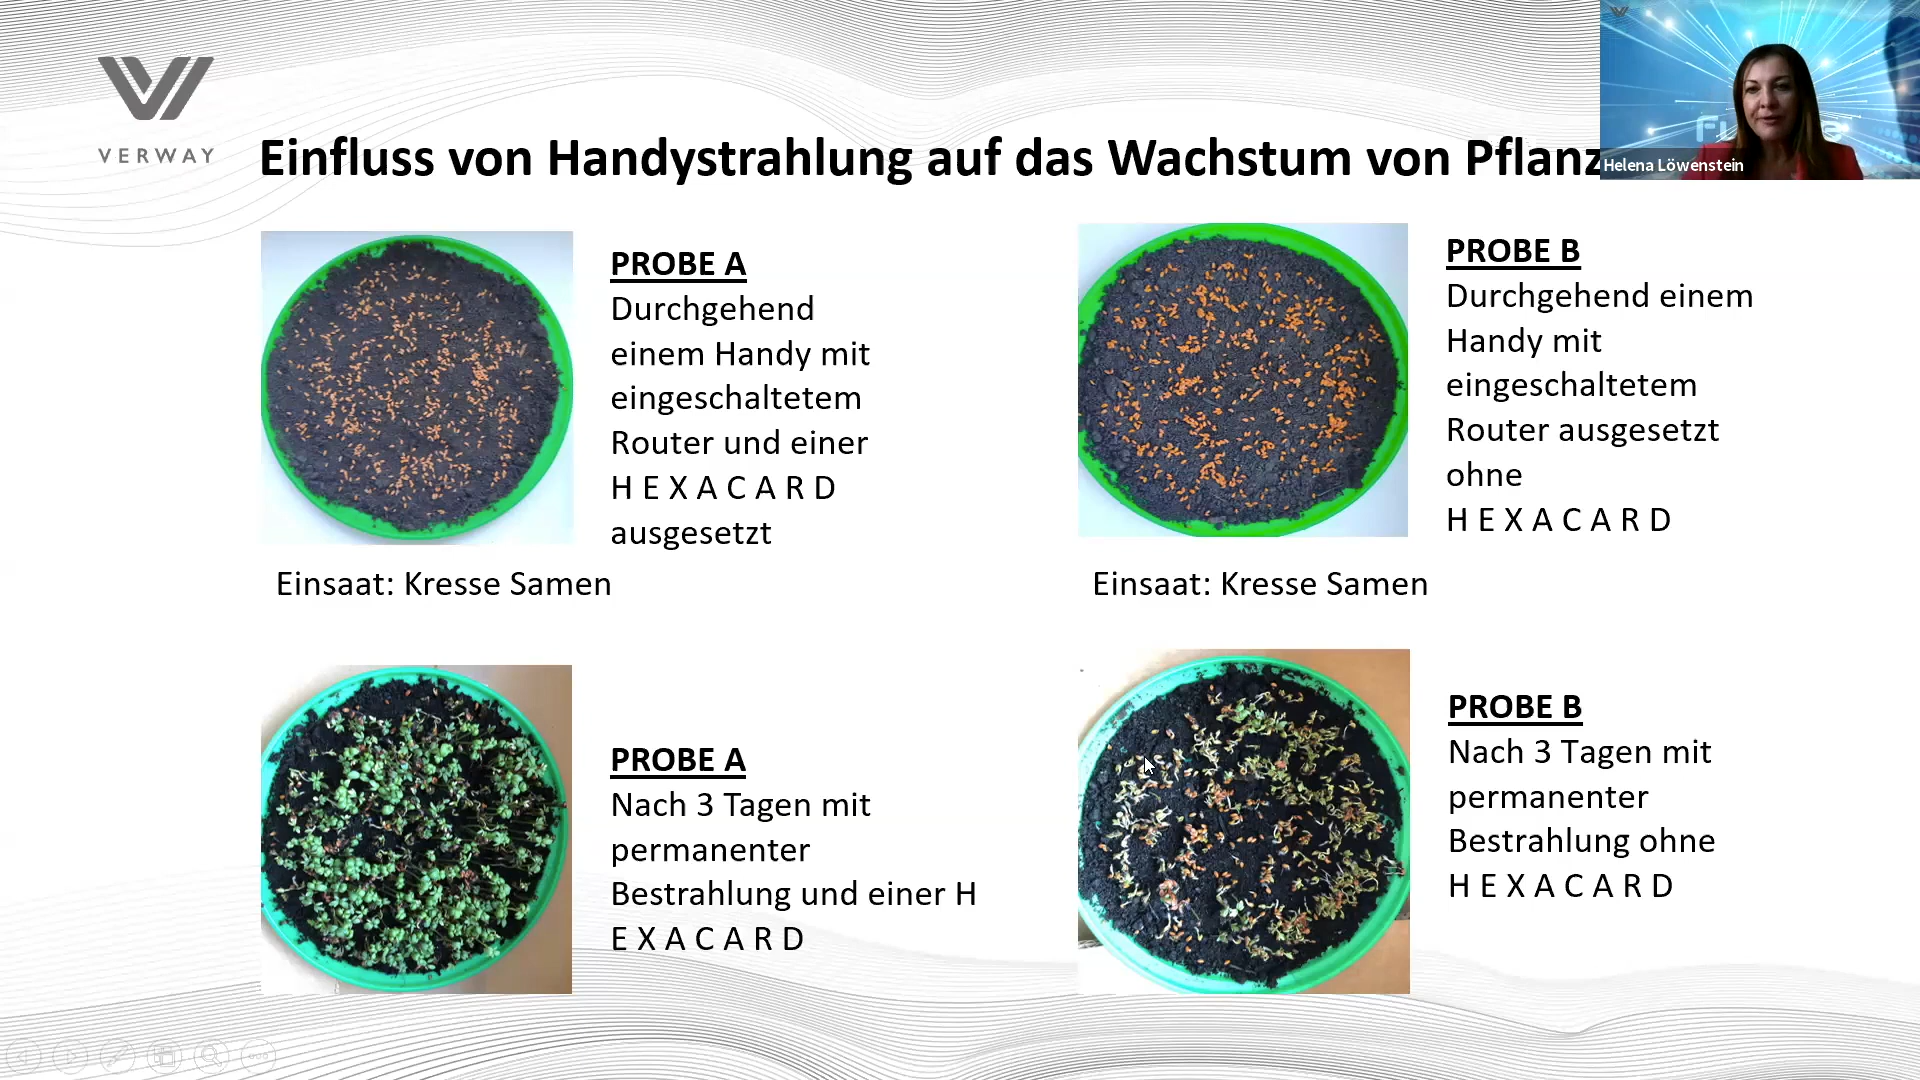 VERWAY
Einfluss von Handystrahlung auf das Wachstum von Pflanz
Helena Löwenstein
PROBE A
Durchgehend
einem Handy mit
eingeschaltetem
Router und einer
H E X A C A R D
ausgesetzt
Einsaat: Kresse Samen
PROBE B
Durchgehend einem
Handy mit
eingeschaltetem
Router ausgesetzt
ohne
H E X A C A R D
Einsaat: Kresse Samen
PROBE A
Nach 3 Tagen mit
permanenter
Bestrahlung und einer H
E X A C A R D
PROBE B
Nach 3 Tagen mit
permanenter
Bestrahlung ohne
H E X A C A R D